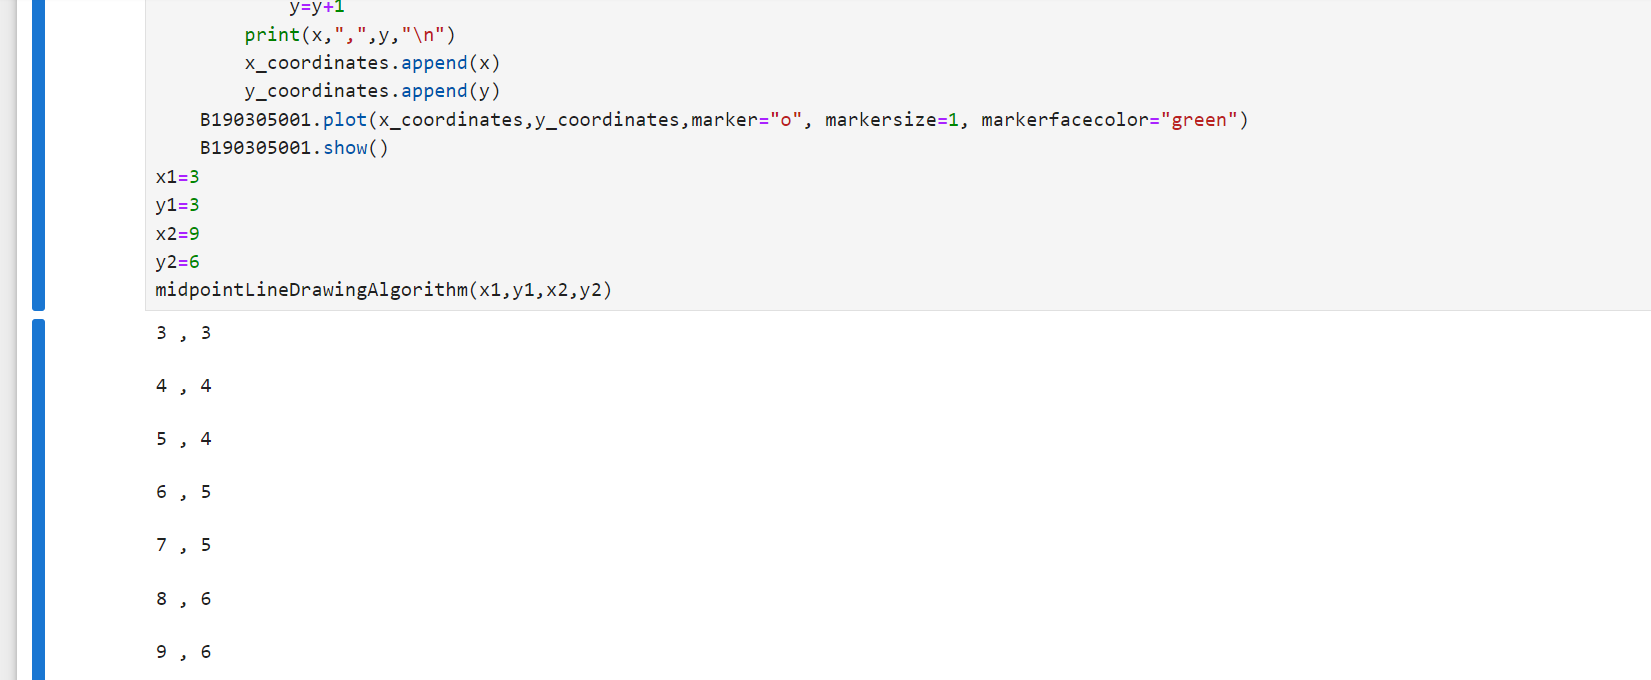 y=y+1
print(x,",",y,"\n")
x_coordinates.append(x)
y_coordinates.append(y)
B190305001.plot(x_coordinates,y_coordinates,marker="o", markersize=1, markerfacecolor="green")
B190305001.show()
x1=3
y1=3
x2=9
y2=6
midpointLineDrawingAlgorithm(x1,y1,x2,y2)
3 , 3
4 , 4
5 , 4
6 , 5
7 , 5
8 , 6
9 , 6